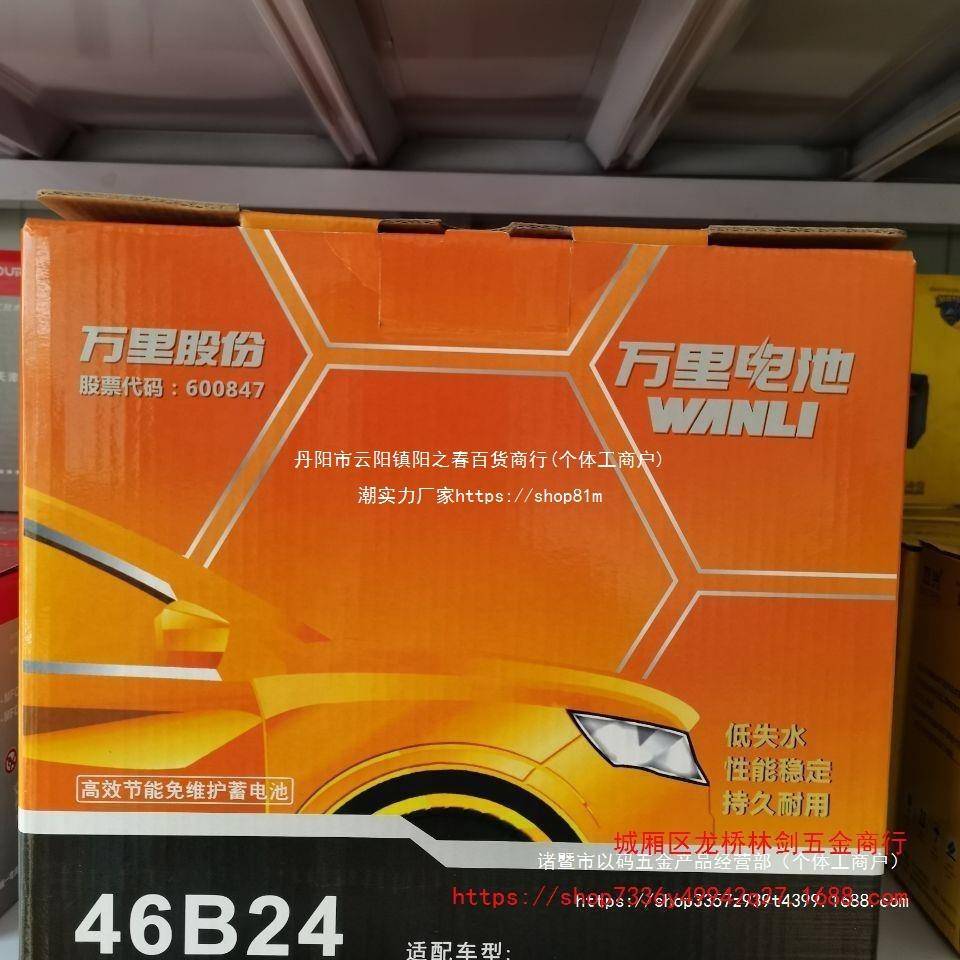 万里股份
股票代码：600847
万里电池
WANLI
丹阳市云阳镇阳之春百货商行(个体工商户)
潮实力厂家https://shop81m
低失水
性能稳定
持久耐用
高效节能免维护蓄电池
城厢区龙桥林剑五金商行
诸暨市以码五金产品经营部（个体工商户）
46B24
适配车型: